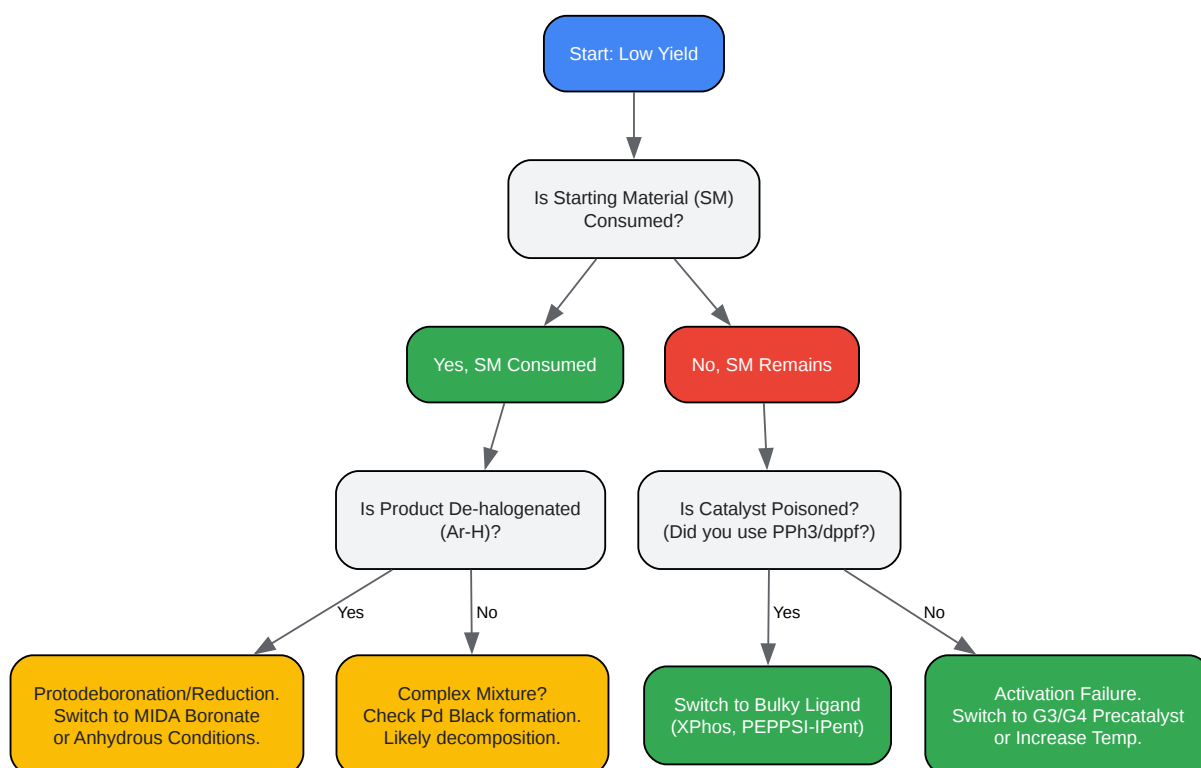 Start: Low Yield
Is Starting Material (SM)
Consumed?
Yes, SM Consumed
No, SM Remains
Is Product De-halogenated
(Ar-H)?
Is Catalyst Poisoned?
(Did you use PPh3/dppf?)
Yes
No
Yes
No
Protodeboronation/Reduction.
Switch to MIDA Boronate
or Anhydrous Conditions.
Complex Mixture?
Check Pd Black formation.
Likely decomposition.
Switch to Bulky Ligand
(XPhos, PEPPSI-IPent)
Activation Failure.
Switch to G3/G4 Precatalyst
or Increase Temp.